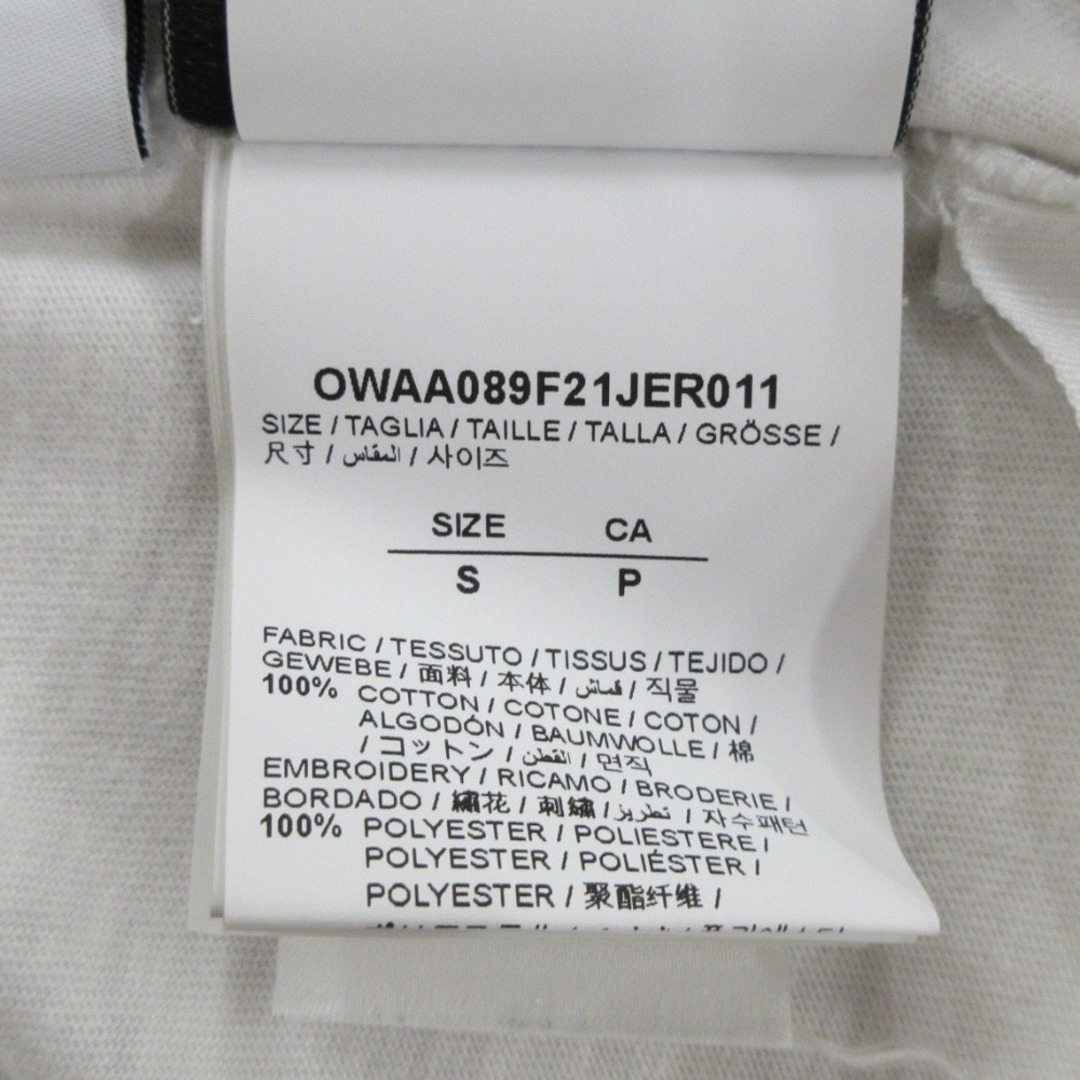 OWAA089F21JER011
SIZE / TAGLIA / TAILLE / TALLA / GRÖSSE /
尺寸 / المقاس / 사이즈
SIZE CA
S P
FABRIC / TESSUTO / TISSUS / TEJIDO /
GEWEBE / 面料 / 本体 / قماش / 직물
100% COTTON / COTONE / COTON /
ALGODÓN / BAUMWOLLE / 棉
/ コットン / القطن / 면직
EMBROIDERY / RICAMO / BRODERIE /
BORDADO / 繡花 / 刺繍 / تطريز / 자수패턴
100% POLYESTER / POLIESTERE /
POLYESTER / POLIÉSTER /
POLYESTER / 聚酯纤维 /